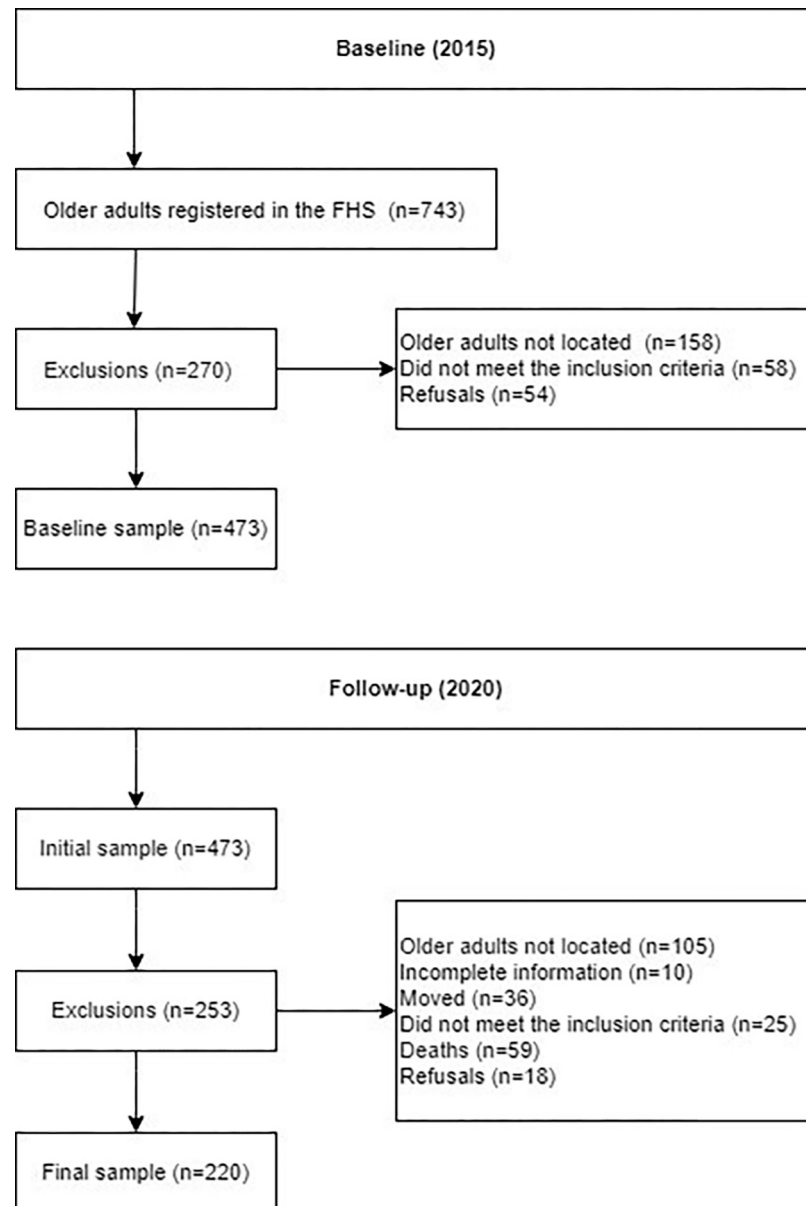 Baseline (2015)
Older adults registered in the FHS (n=743)
Exclusions (n=270)
Older adults not located (n=158)
Did not meet the inclusion criteria (n=58)
Refusals (n=54)
Baseline sample (n=473)
Follow-up (2020)
Initial sample (n=473)
Exclusions (n=253)
Older adults not located (n=105)
Incomplete information (n=10)
Moved (n=36)
Did not meet the inclusion criteria (n=25)
Deaths (n=59)
Refusals (n=18)
Final sample (n=220)